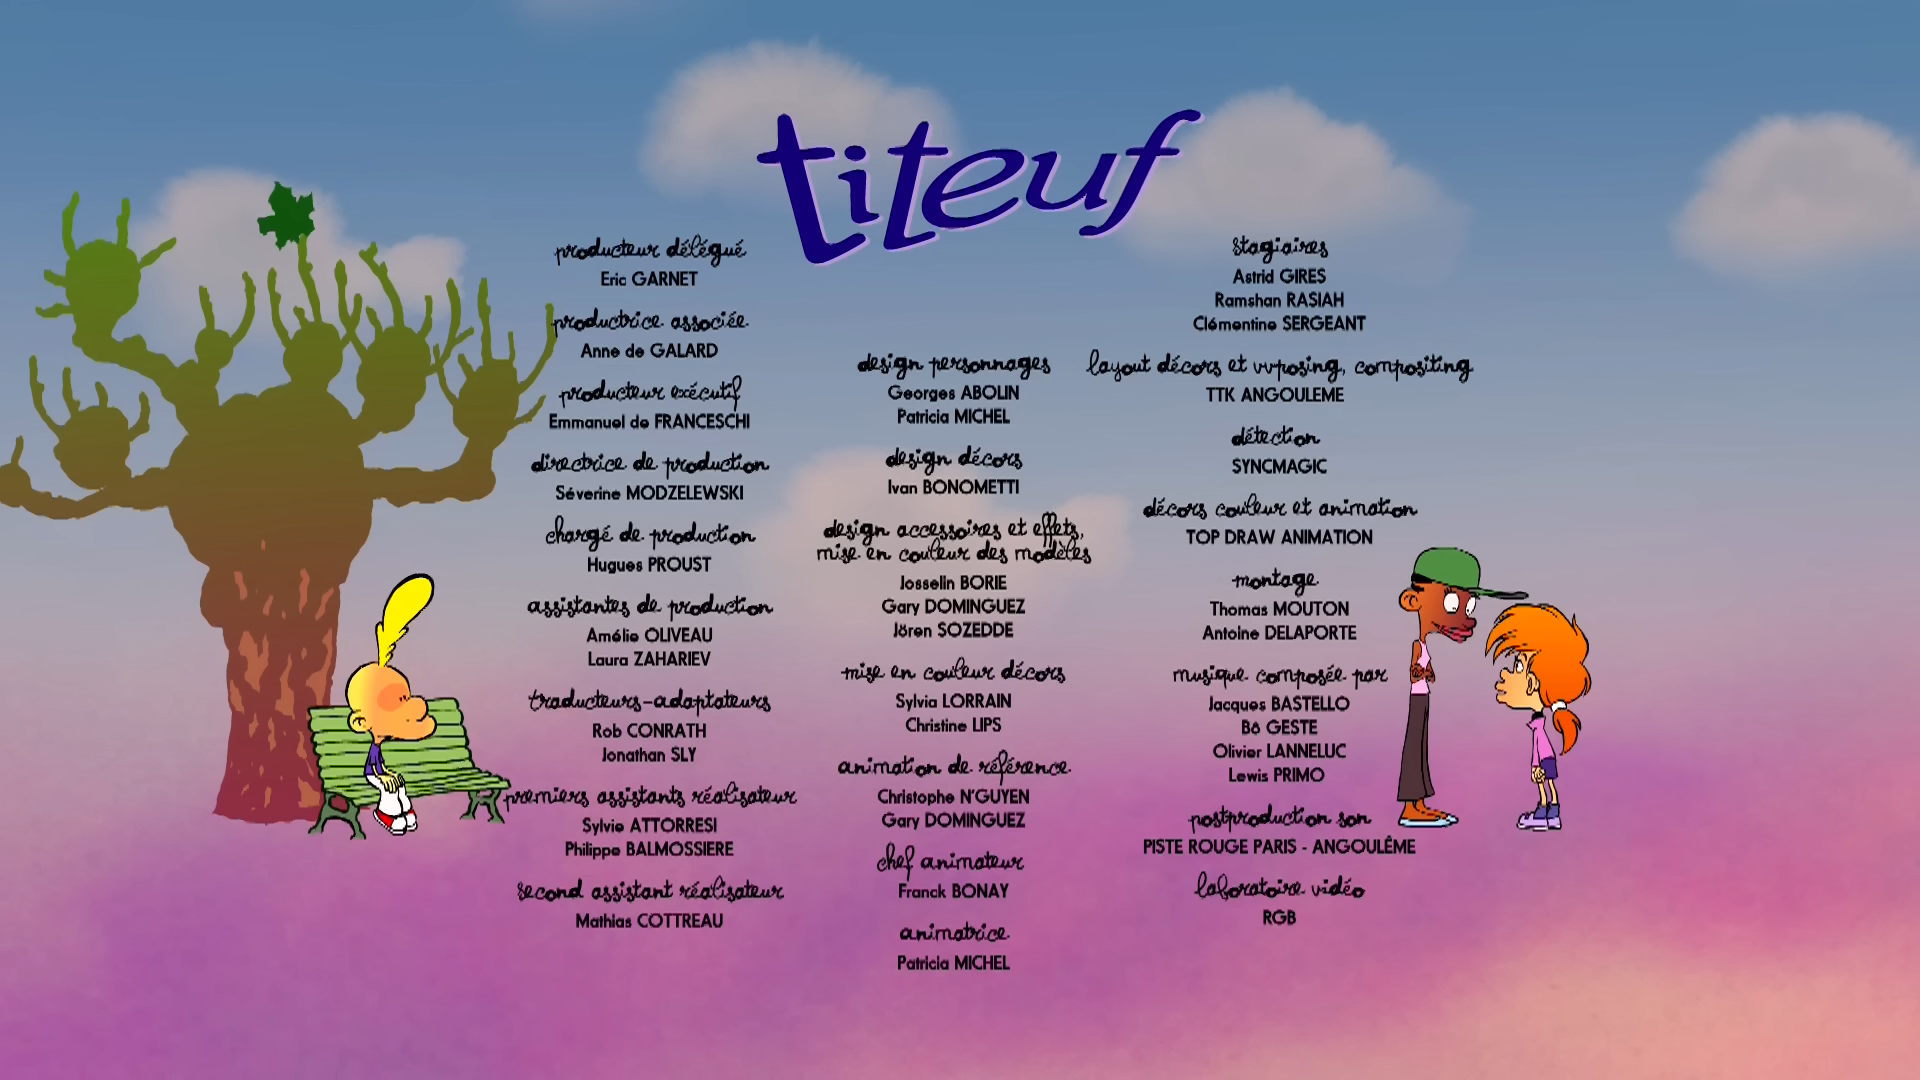 titeuf
producteur délégué
Eric GARNET
productrice associée
Anne de GALARD
producteur exécutif
Emmanuel de FRANCESCHI
directrice de production
Séverine MODZELEWSKI
chargé de production
Hugues PROUST
assistantes de production
Amélie OLIVEAU
Laura ZAHARIEV
traducteurs-adaptateurs
Rob CONRATH
Jonathan SLY
premiers assistants réalisateur
Sylvie ATTORRESI
Philippe BALMOSSIERE
second assistant réalisateur
Mathias COTTREAU
design personnages
Georges ABOLIN
Patricia MICHEL
design décors
Ivan BONOMETTI
design accessoires et effets,
mise en couleur des modèles
Josselin BORIE
Gary DOMINGUEZ
Jören SOZEDDE
mise en couleur décors
Sylvia LORRAIN
Christine LIPS
animation de référence
Christophe N'GUYEN
Gary DOMINGUEZ
chef animateur
Franck BONAY
animatrice
Patricia MICHEL
stagiaires
Astrid GIRES
Ramshan RASIAH
Clémentine SERGEANT
layout décors et vvposing, compositing
TTK ANGOULEME
détection
SYNCMAGIC
décors couleur et animation
TOP DRAW ANIMATION
montage
Thomas MOUTON
Antoine DELAPORTE
musique composée par
Jacques BASTELLO
Bô GESTE
Olivier LANNELUC
Lewis PRIMO
postproduction son
PISTE ROUGE PARIS - ANGOULÊME
laboratoire vidéo
RGB